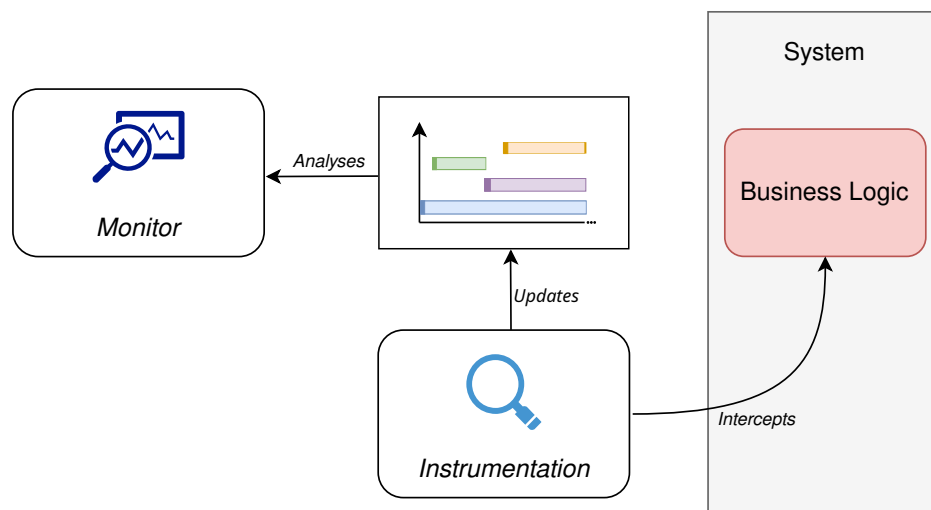 System
Analyses
Business Logic
Monitor
...
Updates
Intercepts
Instrumentation